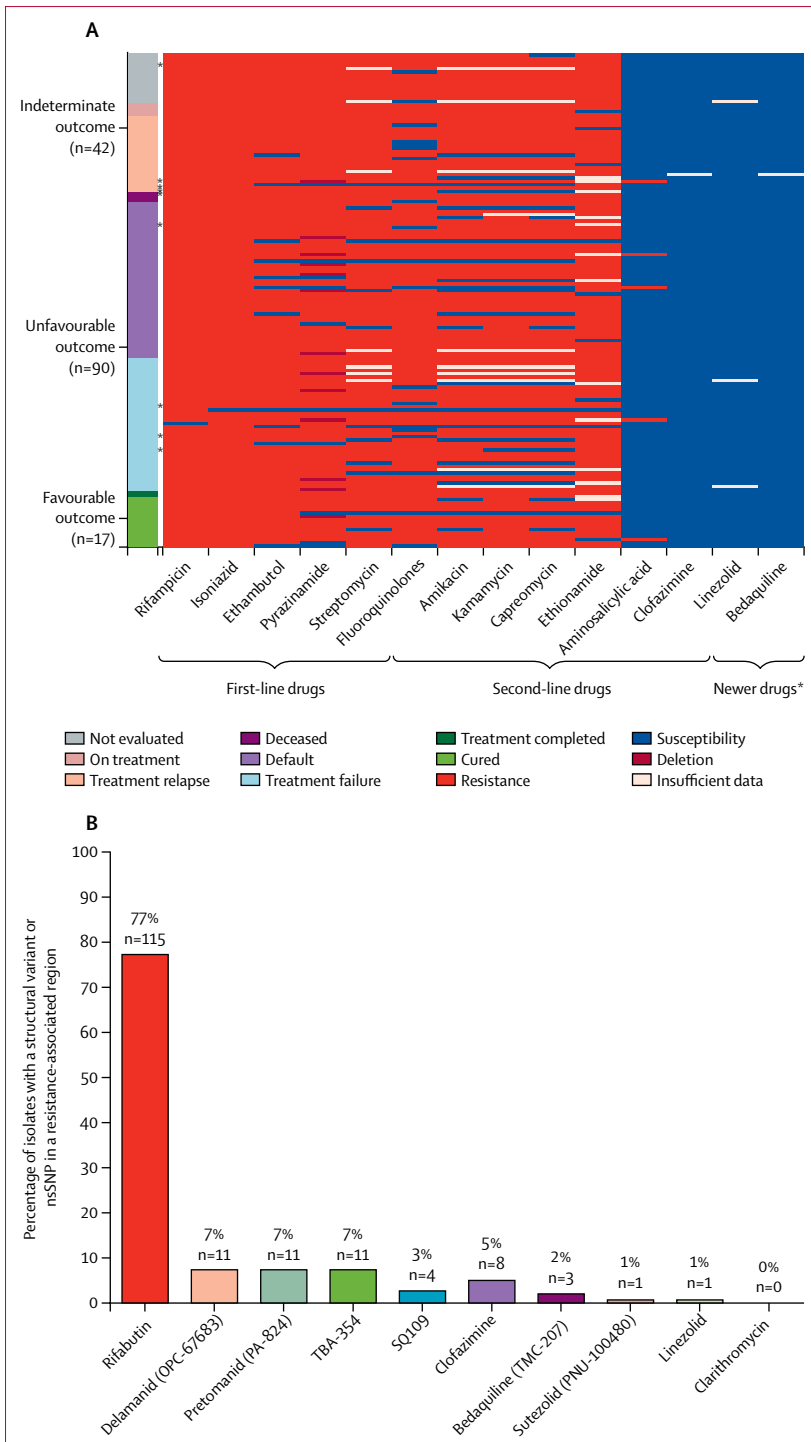 A
Indeterminate
outcome
(n=42)
Unfavourable
outcome
(n=90)
Favourable
outcome
(n=17)
*
*
*
*
*
*
*
*
Rifampicin
Isoniazid
Ethambutol
Pyrazinamide
Streptomycin
Fluoroquinolones
Amikacin
Kamamycin
Capreomycin
Ethionamide
Aminosalicylic acid
Clofazimine
Linezolid
Bedaquiline
First-line drugs
Second-line drugs
Newer drugs*
Not evaluated
On treatment
Treatment relapse
Deceased
Default
Treatment failure
Treatment completed
Cured
Resistance
Susceptibility
Deletion
Insufficient data
B
Percentage of isolates with a structural variant or
nsSNP in a resistance-associated region
100
90
80
70
60
50
40
30
20
10
0
77%
n=115
7%
n=11
7%
n=11
7%
n=11
3%
n=4
5%
n=8
2%
n=3
1%
n=1
1%
n=1
0%
n=0
Rifabutin
Delamanid (OPC-67683)
Pretomanid (PA-824)
TBA-354
SQ109
Clofazimine
Bedaquiline (TMC-207)
Sutezolid (PNU-100480)
Linezolid
Clarithromycin